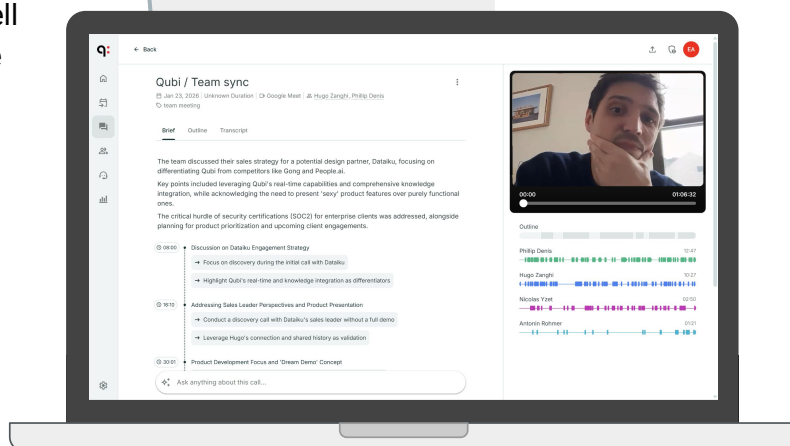 ell
e
q:
← Back
EA
Qubi / Team sync
Jan 23, 2026 | Unknown Duration | Google Meet | Hugo Zanghi, Phillip Denis
team meeting
Brief Outline Transcript
The team discussed their sales strategy for a potential design partner, Dataiku, focusing on
differentiating Qubi from competitors like Gong and People.ai.
Key points included leveraging Qubi's real-time capabilities and comprehensive knowledge
integration, while acknowledging the need to present 'sexy' product features over purely functional
ones.
The critical hurdle of security certifications (SOC2) for enterprise clients was addressed, alongside
planning for product prioritization and upcoming client engagements.
08:00 Discussion on Dataiku Engagement Strategy
→ Focus on discovery during the initial call with Dataiku
→ Highlight Qubi's real-time and knowledge integration as differentiators
16:10 Addressing Sales Leader Perspectives and Product Presentation
→ Conduct a discovery call with Dataiku's sales leader without a full demo
→ Leverage Hugo's connection and shared history as validation
30:01 Product Development Focus and 'Dream Demo' Concept
Ask anything about this call...
00:00 01:06:32
Outline
Phillip Denis 12:47
Hugo Zanghi 10:27
Nicolas Yzet 02:00
Antonin Rohmer 01:21